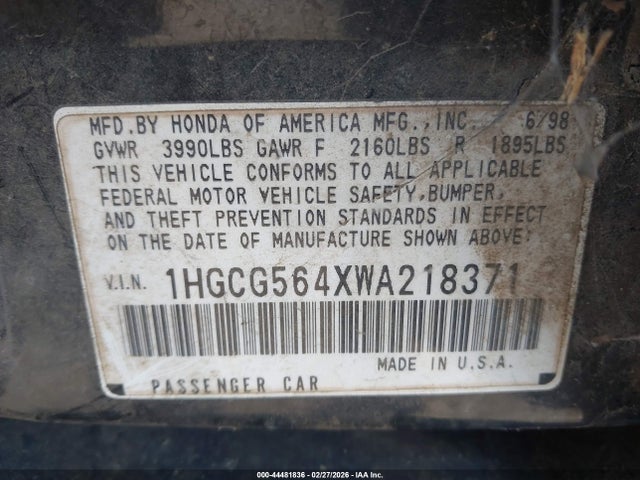 MFD.BY HONDA OF AMERICA MFG.,INC. 6/98
GVWR 3990LBS GAWR F 2160LBS R 1895LBS
THIS VEHICLE CONFORMS TO ALL APPLICABLE
FEDERAL MOTOR VEHICLE SAFETY,BUMPER,
AND THEFT PREVENTION STANDARDS IN EFFECT
ON THE DATE OF MANUFACTURE SHOWN ABOVE:
V.I.N. 1HGCG564XWA218371
MADE IN U.S.A.
PASSENGER CAR
000-44481836 | 02/27/2026 - IAA Inc.